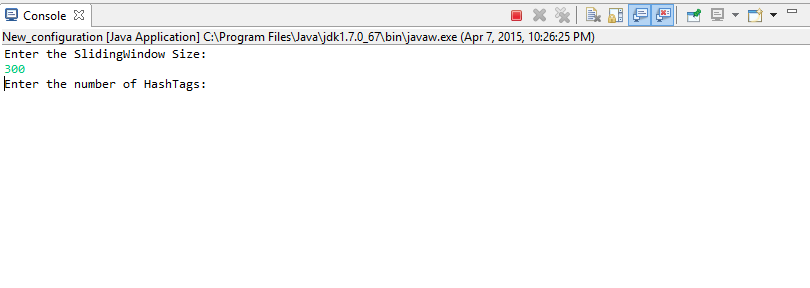 Console
New_configuration [Java Application] C:\Program Files\Java\jdk1.7.0_67\bin\javaw.exe (Apr 7, 2015, 10:26:25 PM)
Enter the SlidingWindow Size:
300
Enter the number of HashTags: